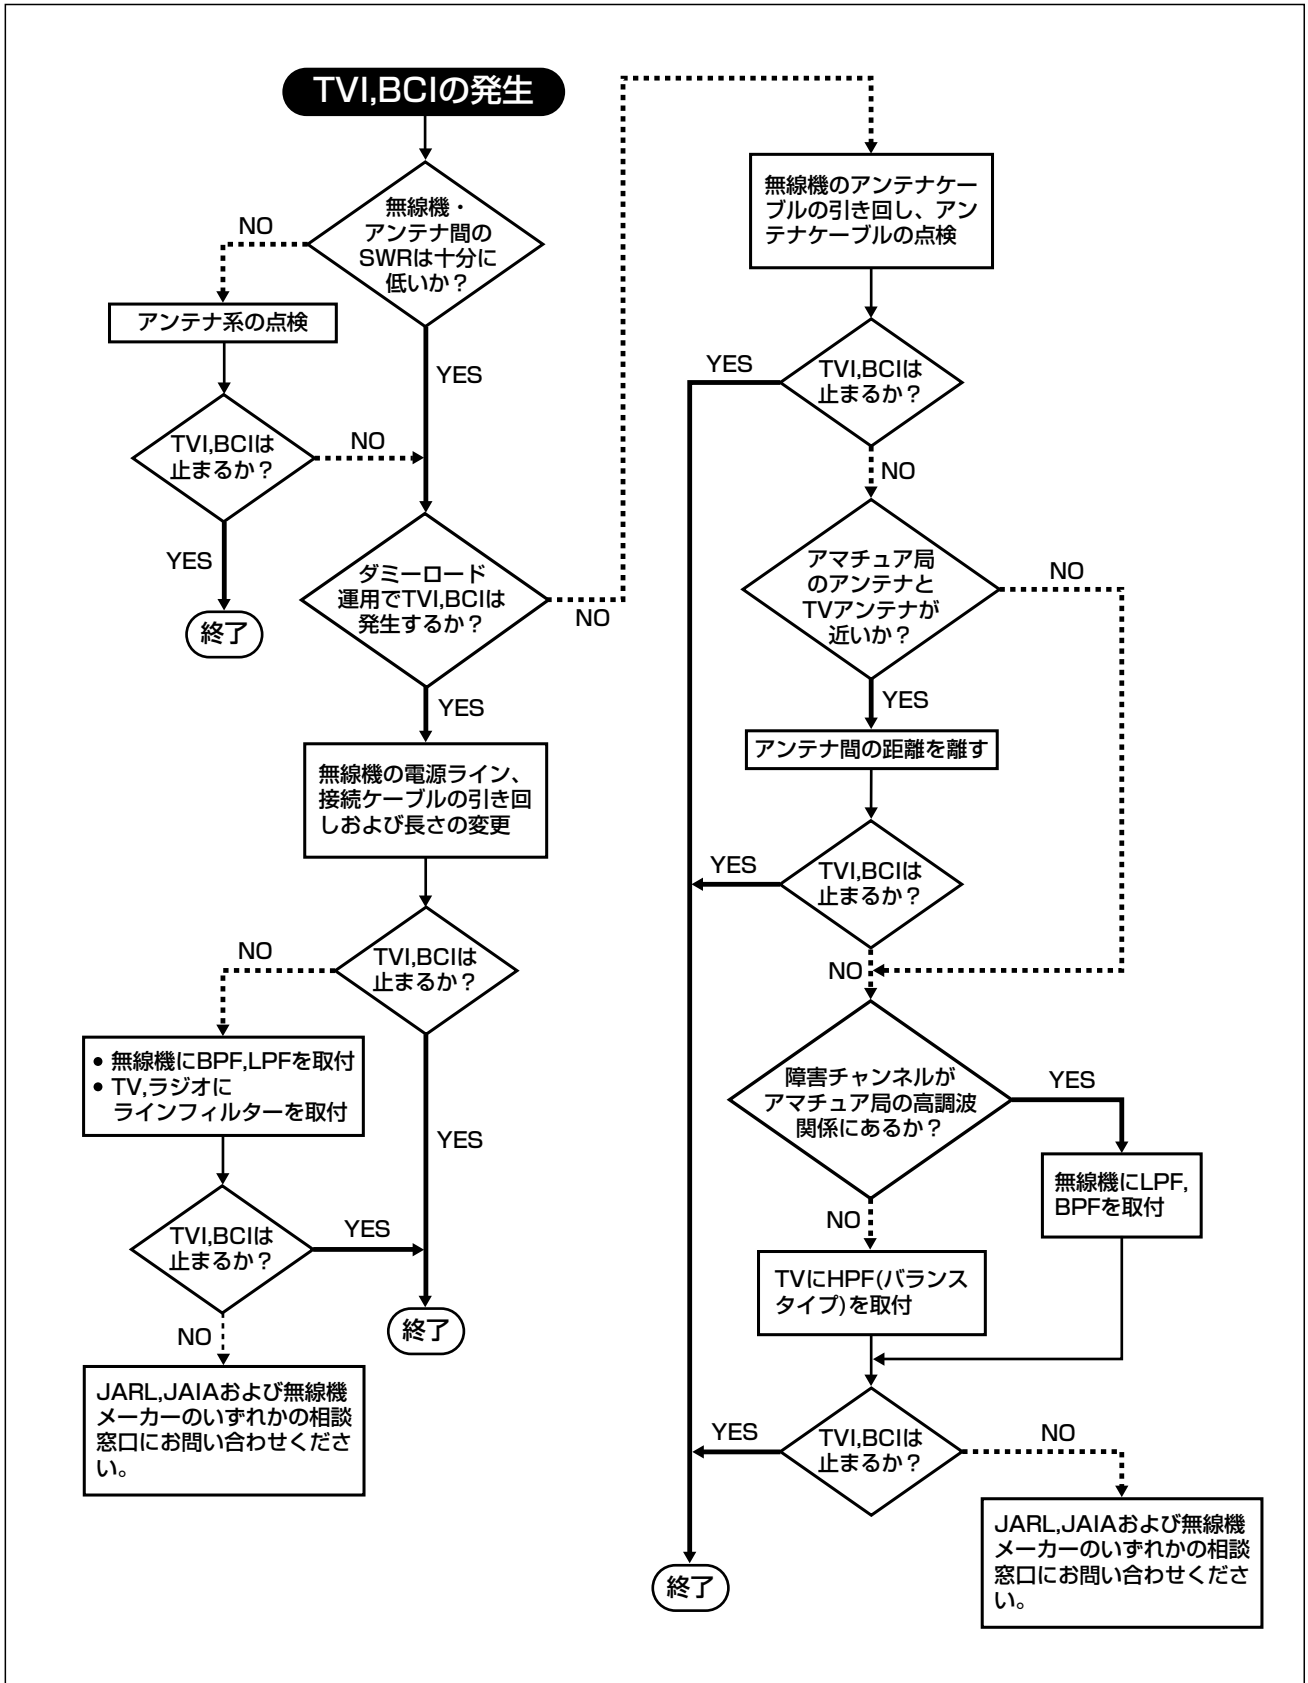 TVI,BCIの発生
無線機・
アンテナ間の
SWRは十分に
低いか？
NO
アンテナ系の点検
YES
TVI,BCIは
止まるか？
NO
YES
終了
ダミーロード
運用でTVI,BCIは
発生するか？
NO
YES
無線機の電源ライン、
接続ケーブルの引き回
しおよび長さの変更
TVI,BCIは
止まるか？
NO
● 無線機にBPF,LPFを取付
● TV,ラジオに
ラインフィルターを取付
YES
TVI,BCIは
止まるか？
YES
終了
NO
JARL,JAIAおよび無線機
メーカーのいずれかの相談
窓口にお問い合わせくださ
い。
無線機のアンテナケー
ブルの引き回し、アン
テナケーブルの点検
TVI,BCIは
止まるか？
YES
NO
アマチュア局
のアンテナと
TVアンテナが
近いか？
NO
YES
アンテナ間の距離を離す
TVI,BCIは
止まるか？
YES
NO
障害チャンネルが
アマチュア局の高調波
関係にあるか？
YES
無線機にLPF,
BPFを取付
NO
TVにHPF(バランス
タイプ)を取付
TVI,BCIは
止まるか？
YES
NO
終了
JARL,JAIAおよび無線機
メーカーのいずれかの相談
窓口にお問い合わせくださ
い。